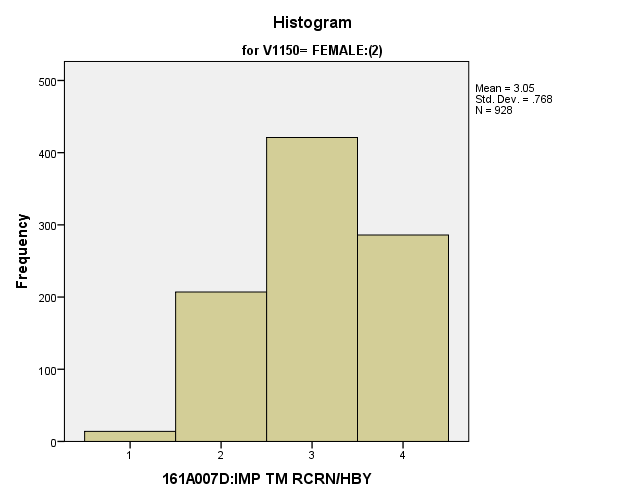 Histogram
for V1150= FEMALE:(2)
Mean = 3.05
Std. Dev. = .768
N = 928
Frequency
500
400
300
200
100
0
1 2 3 4
161A007D:IMP TM RCRN/HBY